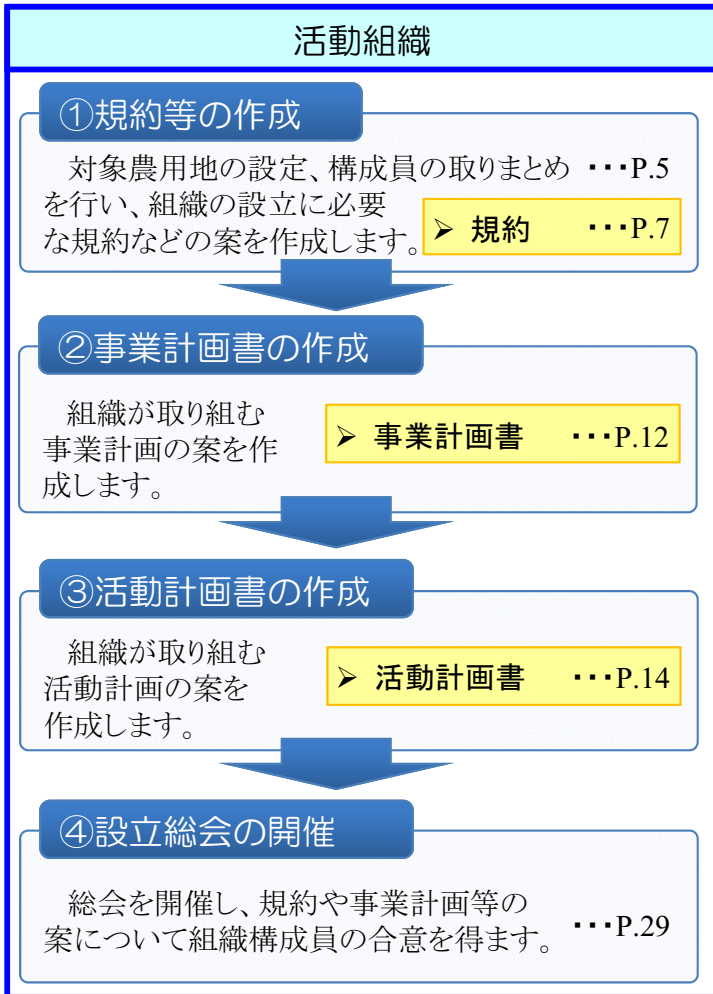 活動組織
①規約等の作成
対象農用地の設定、構成員の取りまとめ ・・・P.5
を行い、組織の設立に必要
な規約などの案を作成します。
➢ 規約 ・・・P.7
②事業計画書の作成
組織が取り組む
事業計画の案を作
成します。
➢ 事業計画書 ・・・P.12
③活動計画書の作成
組織が取り組む
活動計画の案を
作成します。
➢ 活動計画書 ・・・P.14
④設立総会の開催
総会を開催し、規約や事業計画等の
案について組織構成員の合意を得ます。 ・・・P.29